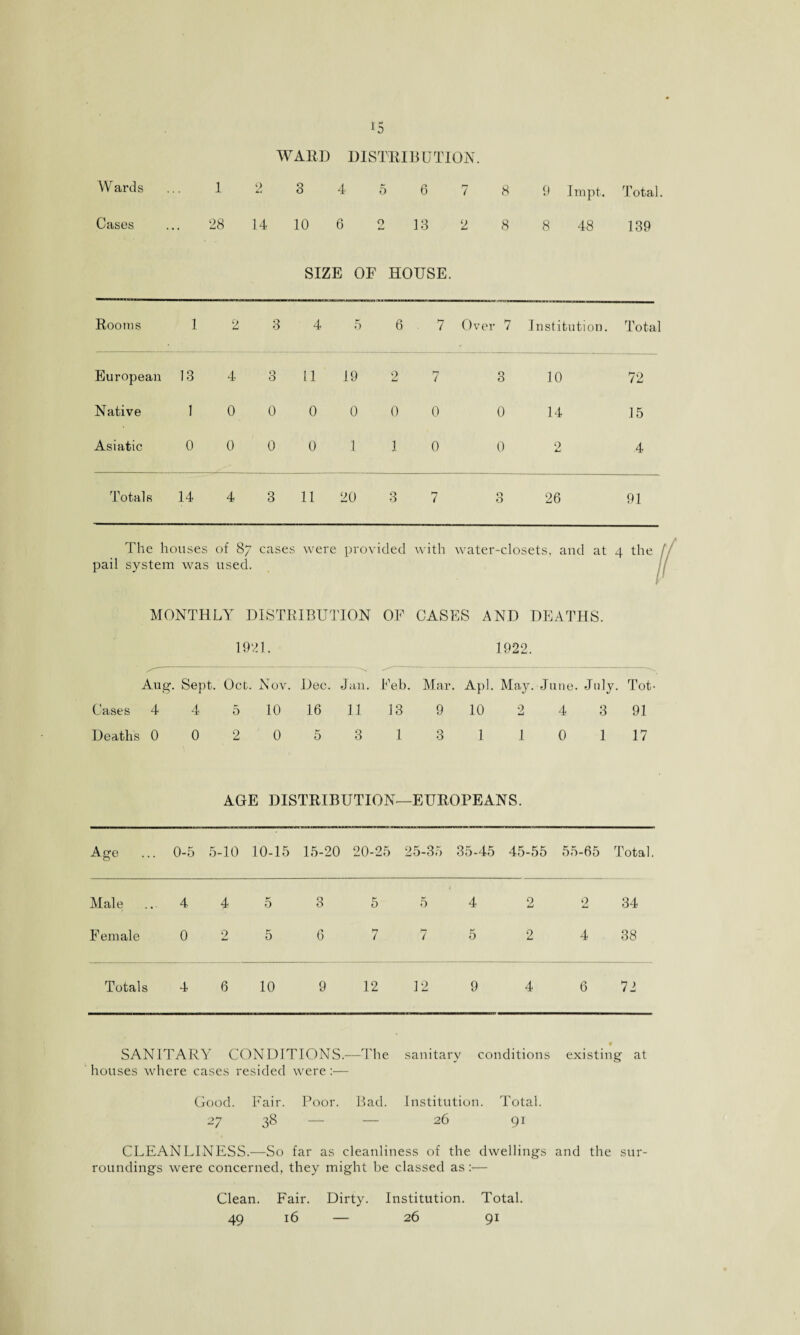 15
WARD DISTRIBUTION.
Wards ... 1 2 3 4 5 6 7 8 9 Impt. Total.
Cases ... 28 14 10 6 2 13 2 8 8 48 139
SIZE OF HOUSE.
Rooms 1 2 3 4 5 6 7 Over 7 Institution. Total
European 13 4 3 11 19 2 7 3 10 72
Native 1 0 0 0 0 0 0 0 14 15
Asiatic 0 0 0 0 1 1 0 0 2 4
Totals 14 4 3 11 20 3 7 3 26 91
The houses of 87 cases were provided with water-closets, and at 4 the
pail system was used.
MONTHLY DISTRIBUTION OF CASES AND DEATHS.
1921. 1922.
Aug. Sept. Oct. Nov. Dec. Jan. Feb. Mar. Apl. May. June. July. Tot-
Cases 4 4 5 10 16 11 13 9 10 2 4 3 91
Deaths 0 0 2 0 5 3 1 3 1 1 0 1 17
AGE DISTRIBUTION—EUROPEANS.
Age ... 0-5 5-10 10-15 15-20 20-25 25-35 35-45 45-55 55-65 Total.
Male .. 4 4 5 3 5 5 4 2 2 34
Female 0 2 5 6 7 7 5 2 4 38
Totals 4 6 10 9 12 12 9 4 6 72
SANITARY CONDITIONS.—The sanitary conditions existing at
houses where cases resided were:—
Good. Fair. Poor. Bad. Institution. Total.
27 38 — — 26 91
CLEANLINESS.—So far as cleanliness of the dwellings and the sur-
roundings were concerned, they might be classed as:—
Clean. Fair. Dirty. Institution. Total.
49 16 — 26 91